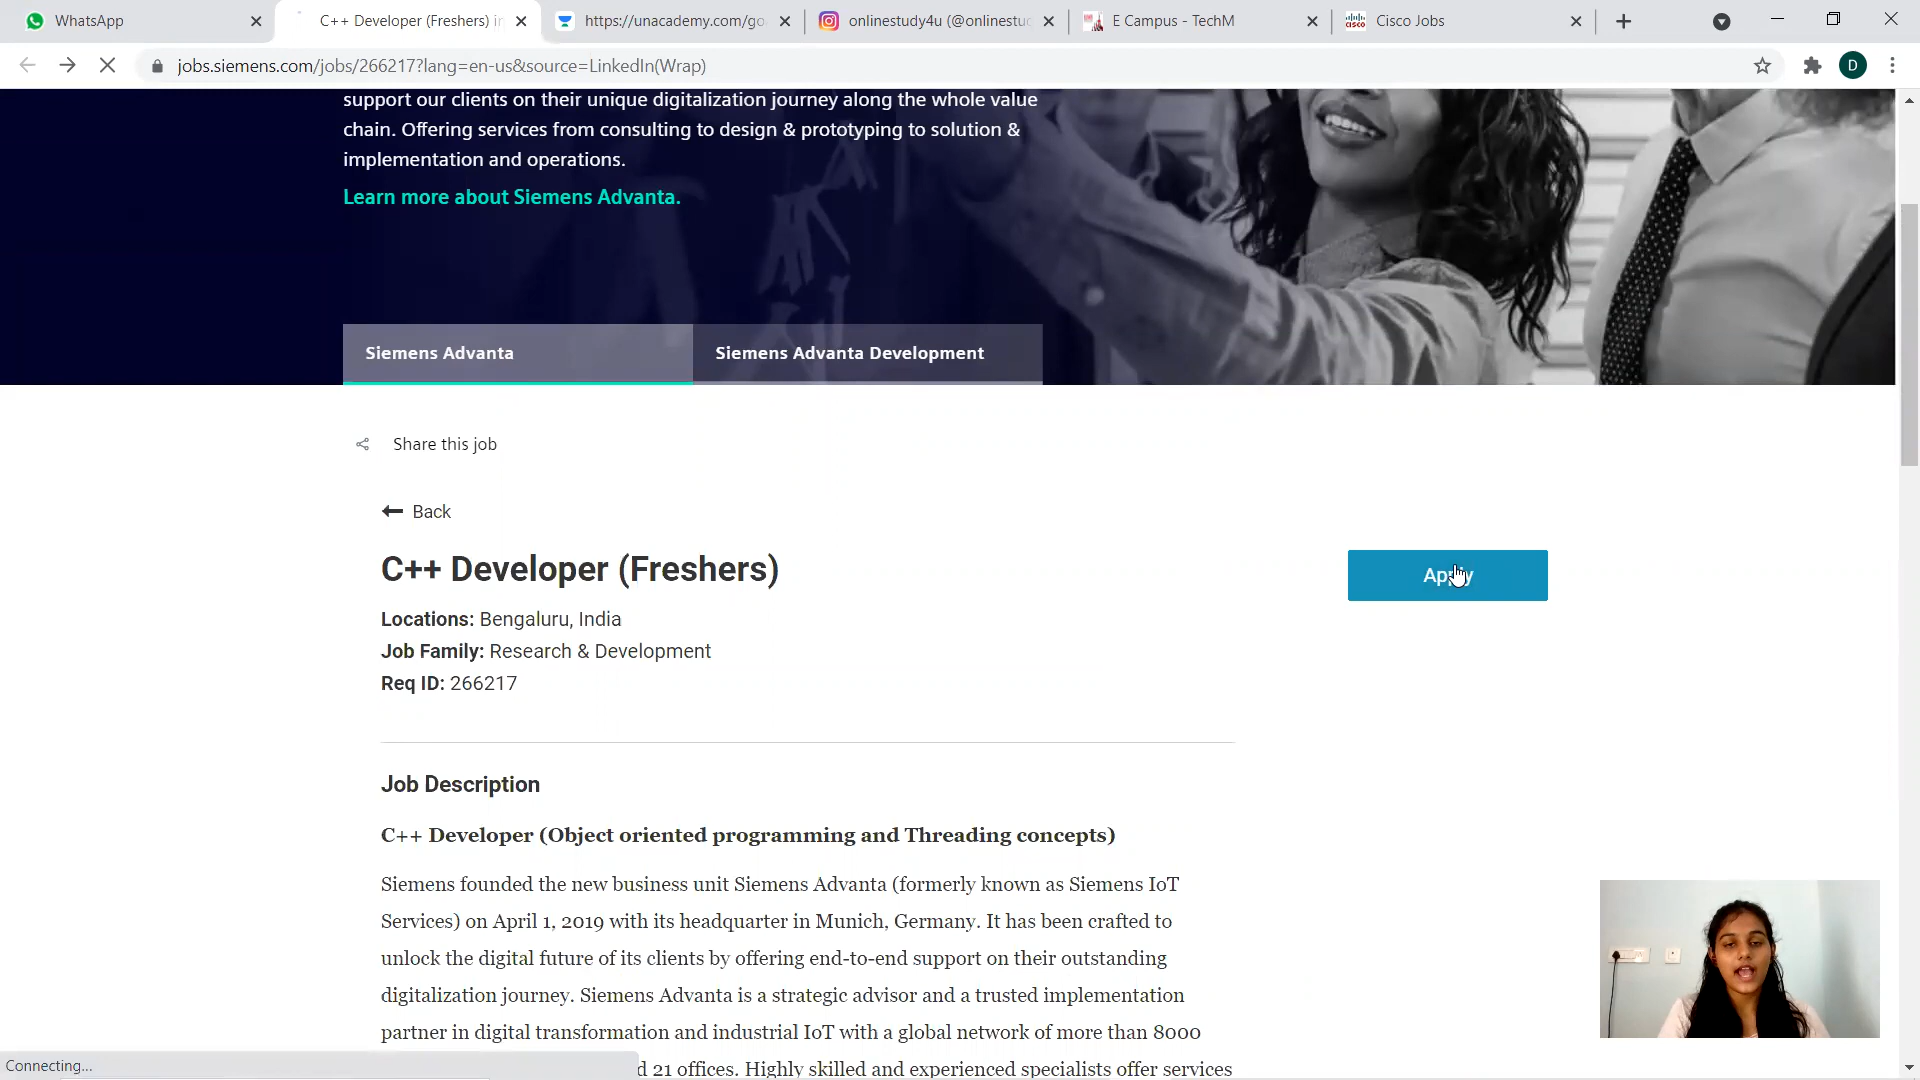 WhatsApp
C++ Developer (Freshers) in
https://unacademy.com/go
onlinestudy4u (@onlinestu
E Campus - TechM
Cisco Jobs
jobs.siemens.com/jobs/266217?lang=en-us&source=LinkedIn(Wrap)
D
support our clients on their unique digitalization journey along the whole value
chain. Offering services from consulting to design & prototyping to solution &
implementation and operations.
Learn more about Siemens Advanta.
Siemens Advanta
Siemens Advanta Development
Share this job
Back
C++ Developer (Freshers)
Apply
Locations: Bengaluru, India
Job Family: Research & Development
Req ID: 266217
Job Description
C++ Developer (Object oriented programming and Threading concepts)
Siemens founded the new business unit Siemens Advanta (formerly known as Siemens IoT
Services) on April 1, 2019 with its headquarter in Munich, Germany. It has been crafted to
unlock the digital future of its clients by offering end-to-end support on their outstanding
digitalization journey. Siemens Advanta is a strategic advisor and a trusted implementation
partner in digital transformation and industrial IoT with a global network of more than 8000
d 21 offices. Highly skilled and experienced specialists offer services
Connecting...